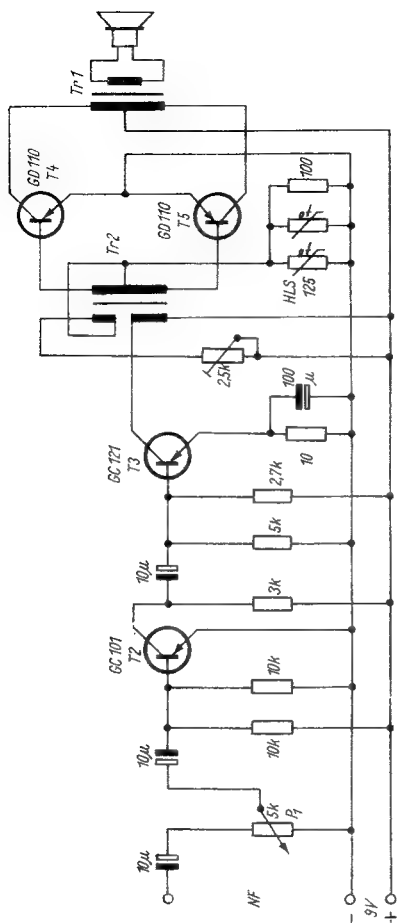 Tr1
GD110
T4
GD110
T5
Tr2
100
HLS
125
2,5k
100
µ
10
GC121
T3
2,7k
5k
10µ
3k
GC101
T2
10k
10k
10µ
5k
P1
10µ
NF
−
9V
+